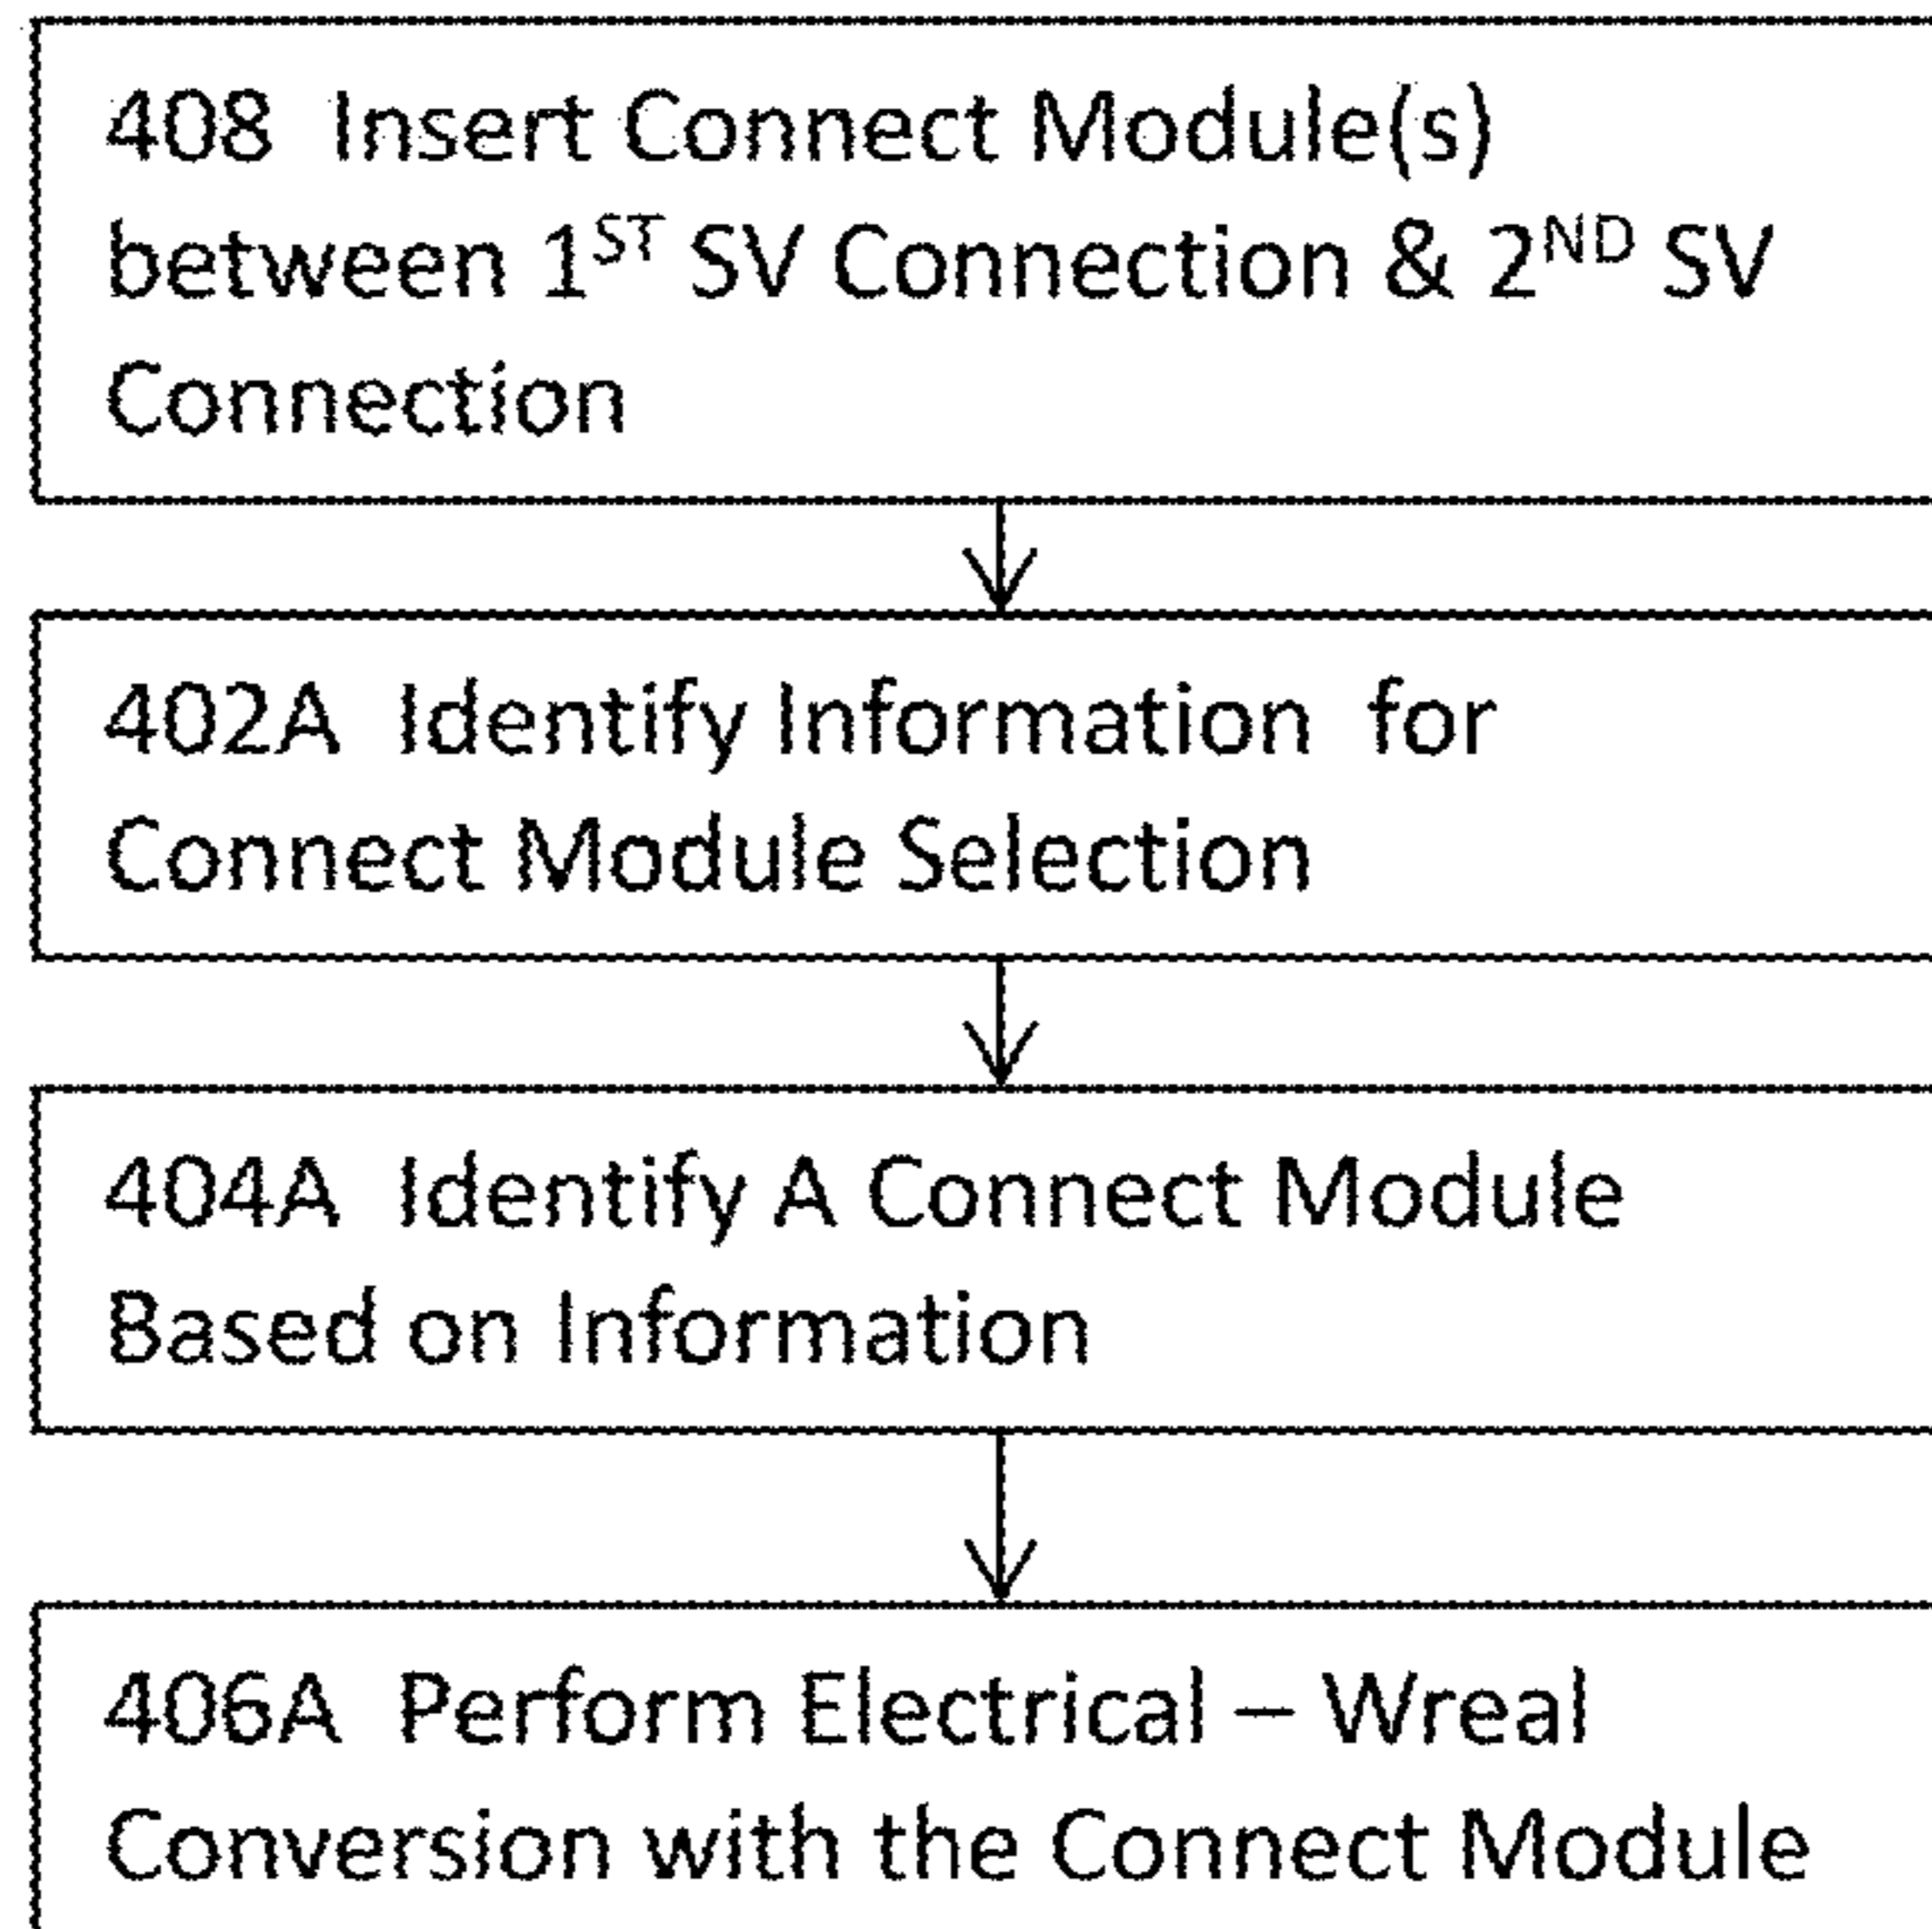 408 Insert Connect Module(s)
between 1ST SV Connection & 2ND SV
Connection
402A Identify Information for
Connect Module Selection
404A Identify A Connect Module
Based on Information
406A Perform Electrical – Wreal
Conversion with the Connect Module